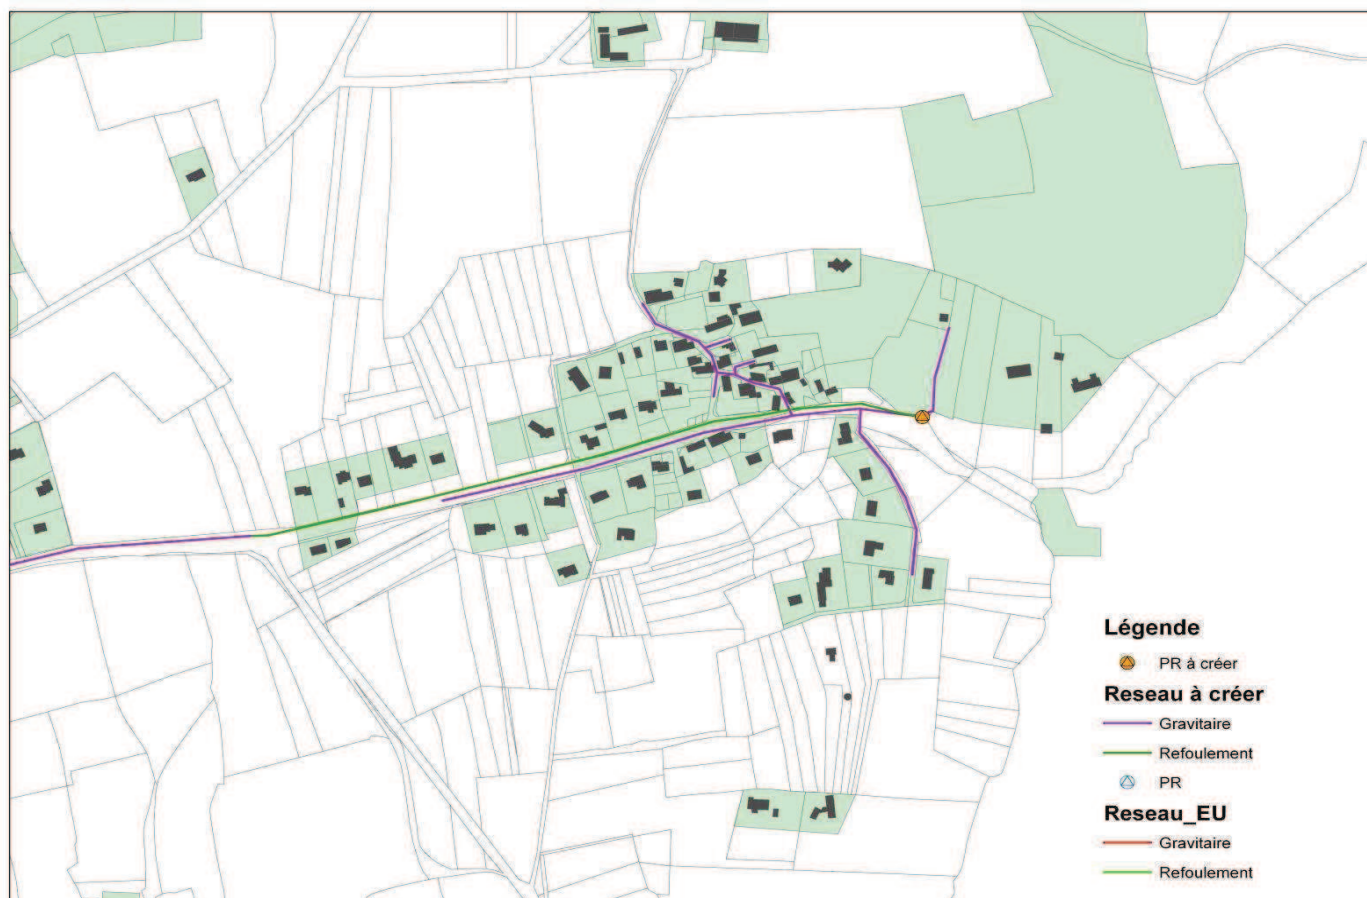 Légende
PR à créer
Reseau à créer
Gravitaire
Refoulement
PR
Reseau_EU
Gravitaire
Refoulement